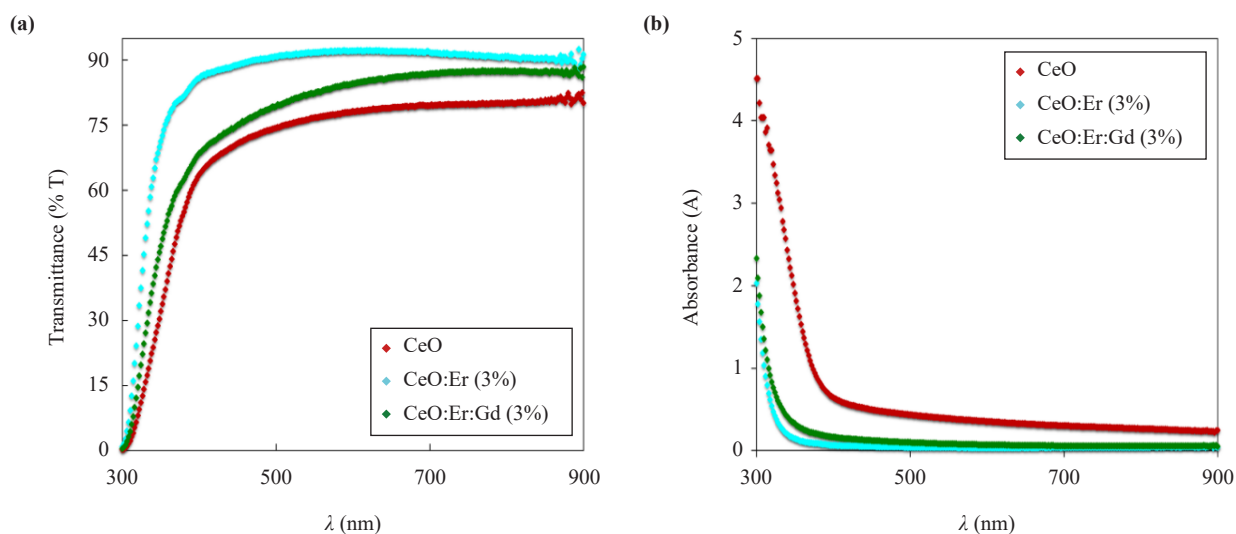 (a)
90
75
60
45
30
15
0
Transmittance (% T)
CeO
CeO:Er (3%)
CeO:Er:Gd (3%)
300
500
700
900
λ (nm)
(b)
5
4
3
2
1
0
Absorbance (A)
CeO
CeO:Er (3%)
CeO:Er:Gd (3%)
300
500
700
900
λ (nm)